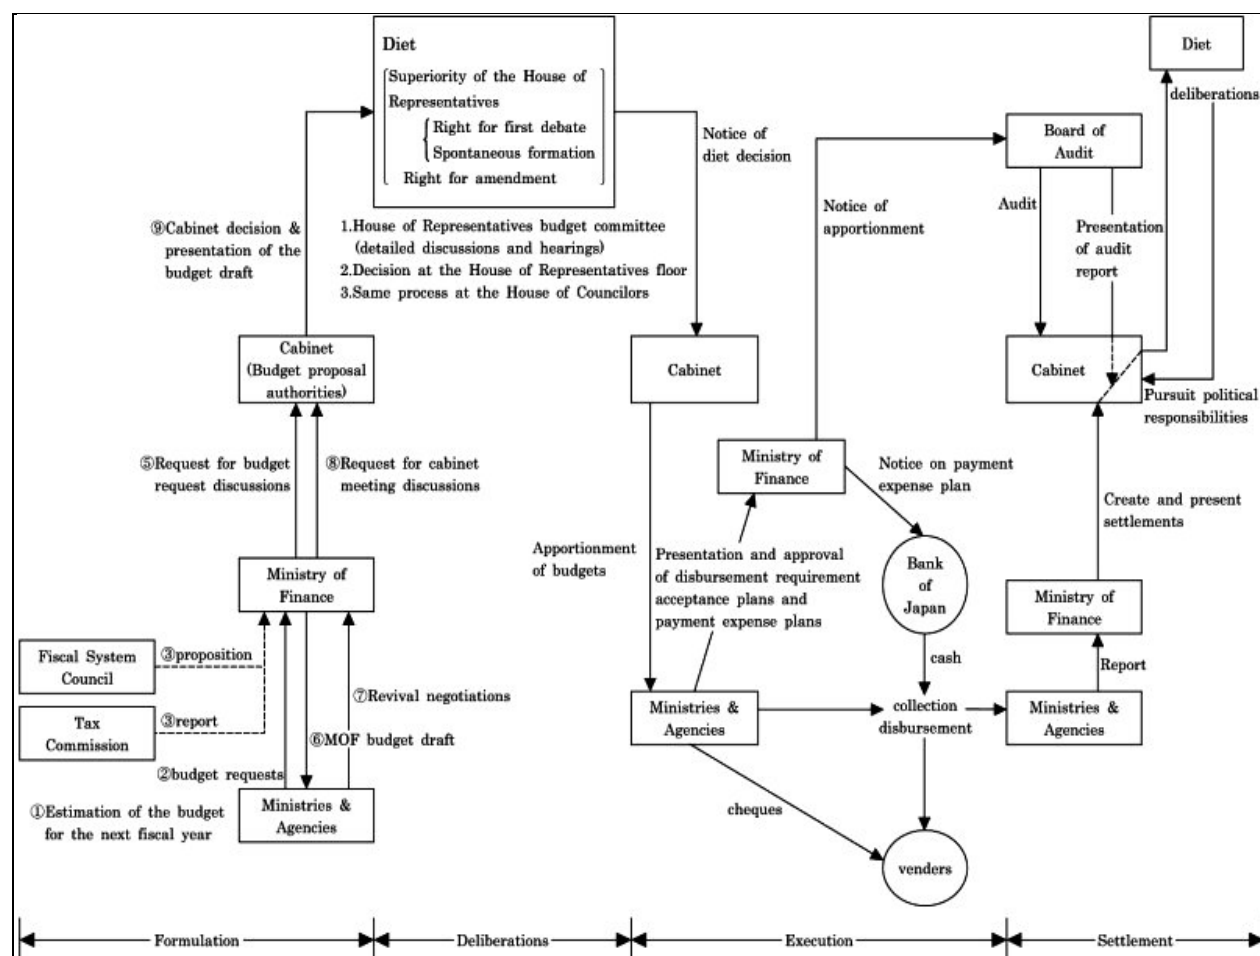 Diet
Superiority of the House of
Representatives
Right for first debate
Spontaneous formation
Right for amendment
1.House of Representatives budget committee
(detailed discussions and hearings)
2.Decision at the House of Representatives floor
3.Same process at the House of Councilors
⑨Cabinet decision &
presentation of the
budget draft
Cabinet
(Budget proposal
authorities)
⑤Request for budget
request discussions
⑧Request for cabinet
meeting discussions
Ministry of
Finance
Fiscal System
Council
③proposition
Tax
Commission
③report
⑦Revival negotiations
⑥MOF budget draft
②budget requests
①Estimation of the budget
for the next fiscal year
Ministries &
Agencies
Notice of
diet decision
Cabinet
Apportionment
of budgets
Presentation and approval
of disbursement requirement
acceptance plans and
payment expense plans
Ministry of
Finance
Notice of
apportionment
Notice on payment
expense plan
Bank
of
Japan
cash
Ministries &
Agencies
collection
disbursement
cheques
venders
Diet
deliberations
Board of
Audit
Audit
Presentation
of audit
report
Cabinet
Pursuit political
responsibilities
Create and present
settlements
Ministry of
Finance
Report
Ministries &
Agencies
Formulation
Deliberations
Execution
Settlement